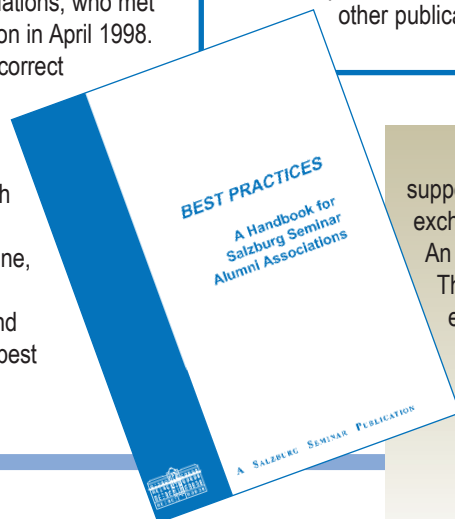 ations, who met
on in April 1998.
correct
h
ne,
nd
best
other publica
BEST PRACTICES
A Handbook for
Salzburg Seminar
Alumni Associations
A SALZBURG SEMINAR PUBLICATION
supp
exch
An
Th
e